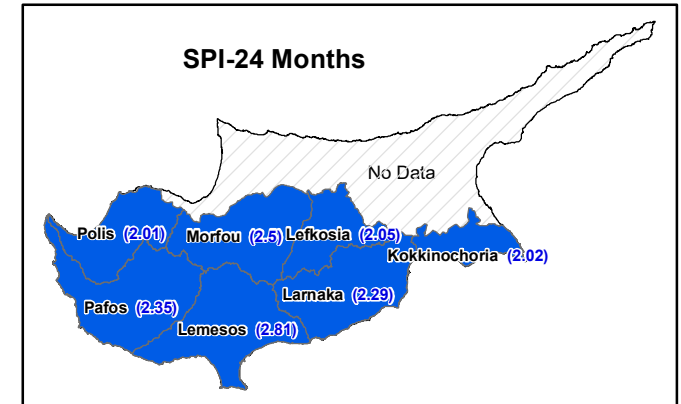 SPI-24 Months
No Data
Polis (2.01)
Morfou (2.5)
Lefkosia (2.05)
Kokkinochoria (2.02)
Pafos (2.35)
Larnaka (2.29)
Lemesos (2.81)